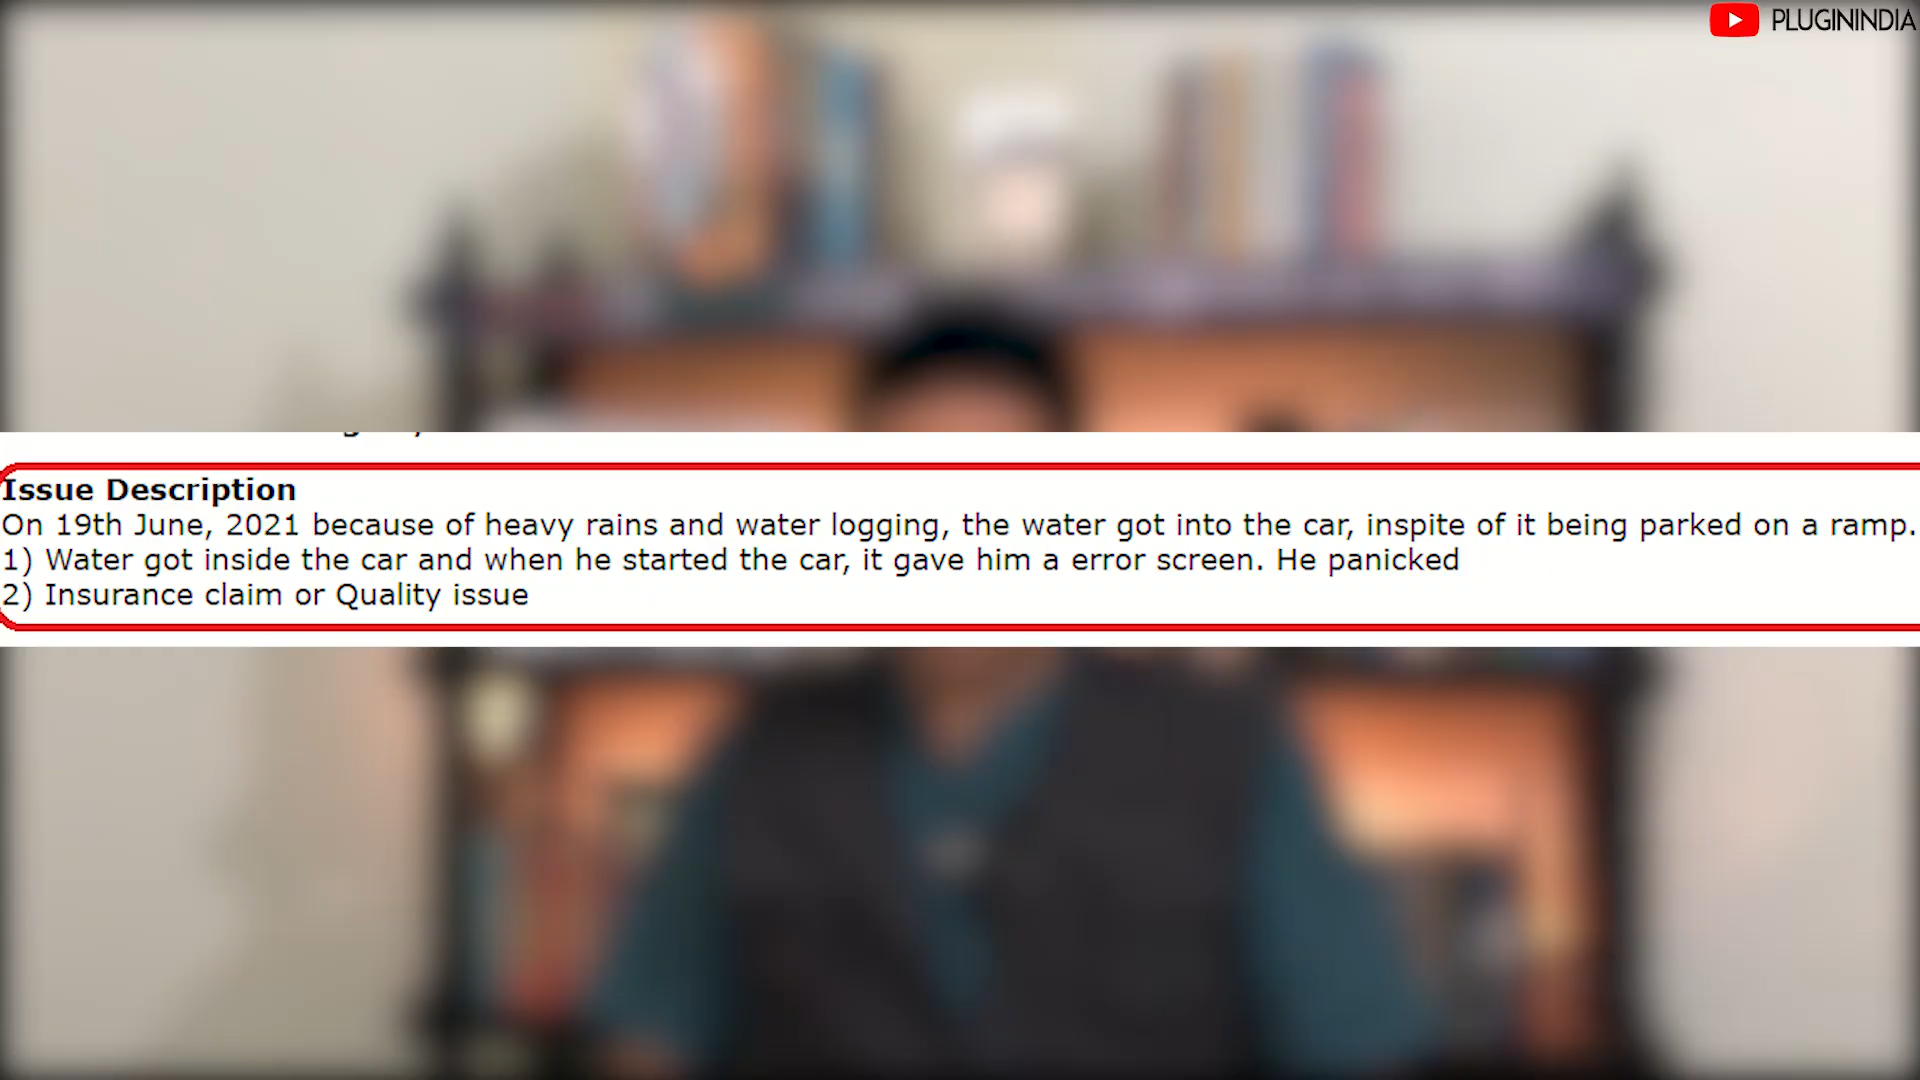 PLUGININDIA
Issue Description
On 19th June, 2021 because of heavy rains and water logging, the water got into the car, inspite of it being parked on a ramp.
1) Water got inside the car and when he started the car, it gave him a error screen. He panicked
2) Insurance claim or Quality issue